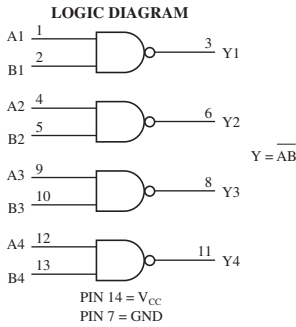 LOGIC DIAGRAM
A1 1
3 Y1
B1 2
A2 4
6 Y2
B2 5
Y = A̅B̅
A3 9
8 Y3
B3 10
A4 12
11 Y4
B4 13
PIN 14 = VCC
PIN 7 = GND